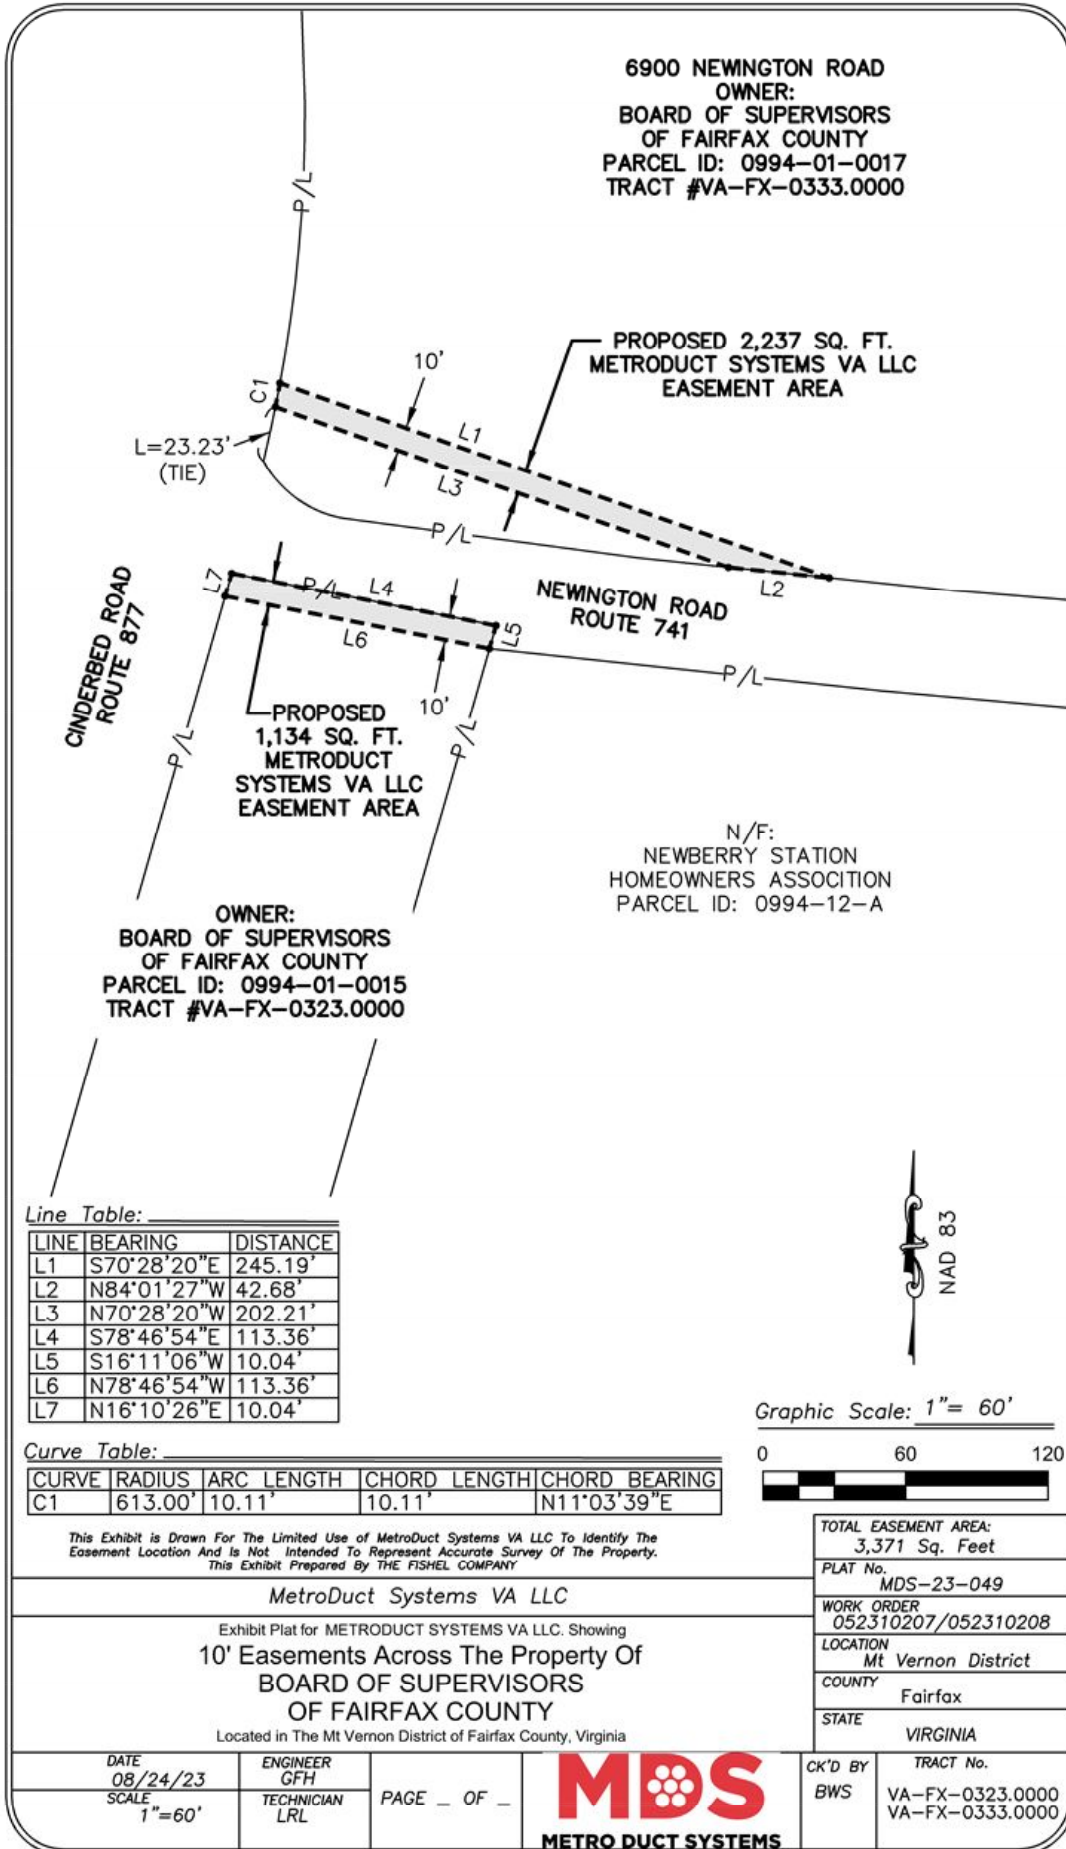 6900 NEWINGTON ROAD
OWNER:
BOARD OF SUPERVISORS
OF FAIRFAX COUNTY
PARCEL ID: 0994-01-0017
TRACT #VA-FX-0333.0000
P/L
PROPOSED 2,237 SQ. FT.
METRODUCT SYSTEMS VA LLC
EASEMENT AREA
10'
C1
L1
L=23.23'
(TIE)
L3
P/L
L2
NEWINGTON ROAD
ROUTE 741
L7
P/L
L4
L6
L5
CINDERBED ROAD
ROUTE 877
P/L
10'
P/L
P/L
PROPOSED
1,134 SQ. FT.
METRODUCT
SYSTEMS VA LLC
EASEMENT AREA
N/F:
NEWBERRY STATION
HOMEOWNERS ASSOCITION
PARCEL ID: 0994-12-A
OWNER:
BOARD OF SUPERVISORS
OF FAIRFAX COUNTY
PARCEL ID: 0994-01-0015
TRACT #VA-FX-0323.0000
NAD 83
Line Table:
LINE BEARING DISTANCE
L1 S70°28'20"E 245.19'
L2 N84°01'27"W 42.68'
L3 N70°28'20"W 202.21'
L4 S78°46'54"E 113.36'
L5 S16°11'06"W 10.04'
L6 N78°46'54"W 113.36'
L7 N16°10'26"E 10.04'
Graphic Scale: 1"= 60'
0 60 120
Curve Table:
CURVE RADIUS ARC LENGTH CHORD LENGTH CHORD BEARING
C1 613.00' 10.11' 10.11' N11°03'39"E
This Exhibit is Drawn For The Limited Use of MetroDuct Systems VA LLC To Identify The
Easement Location And Is Not Intended To Represent Accurate Survey Of The Property.
This Exhibit Prepared By THE FISHEL COMPANY
MetroDuct Systems VA LLC
Exhibit Plat for METRODUCT SYSTEMS VA LLC. Showing
10' Easements Across The Property Of
BOARD OF SUPERVISORS
OF FAIRFAX COUNTY
Located in The Mt Vernon District of Fairfax County, Virginia
TOTAL EASEMENT AREA:
3,371 Sq. Feet
PLAT No.
MDS-23-049
WORK ORDER
052310207/052310208
LOCATION
Mt Vernon District
COUNTY
Fairfax
STATE
VIRGINIA
DATE
08/24/23
SCALE
1"=60'
ENGINEER
GFH
TECHNICIAN
LRL
PAGE _ OF _
MDS
METRO DUCT SYSTEMS
CK'D BY
BWS
TRACT No.
VA-FX-0323.0000
VA-FX-0333.0000